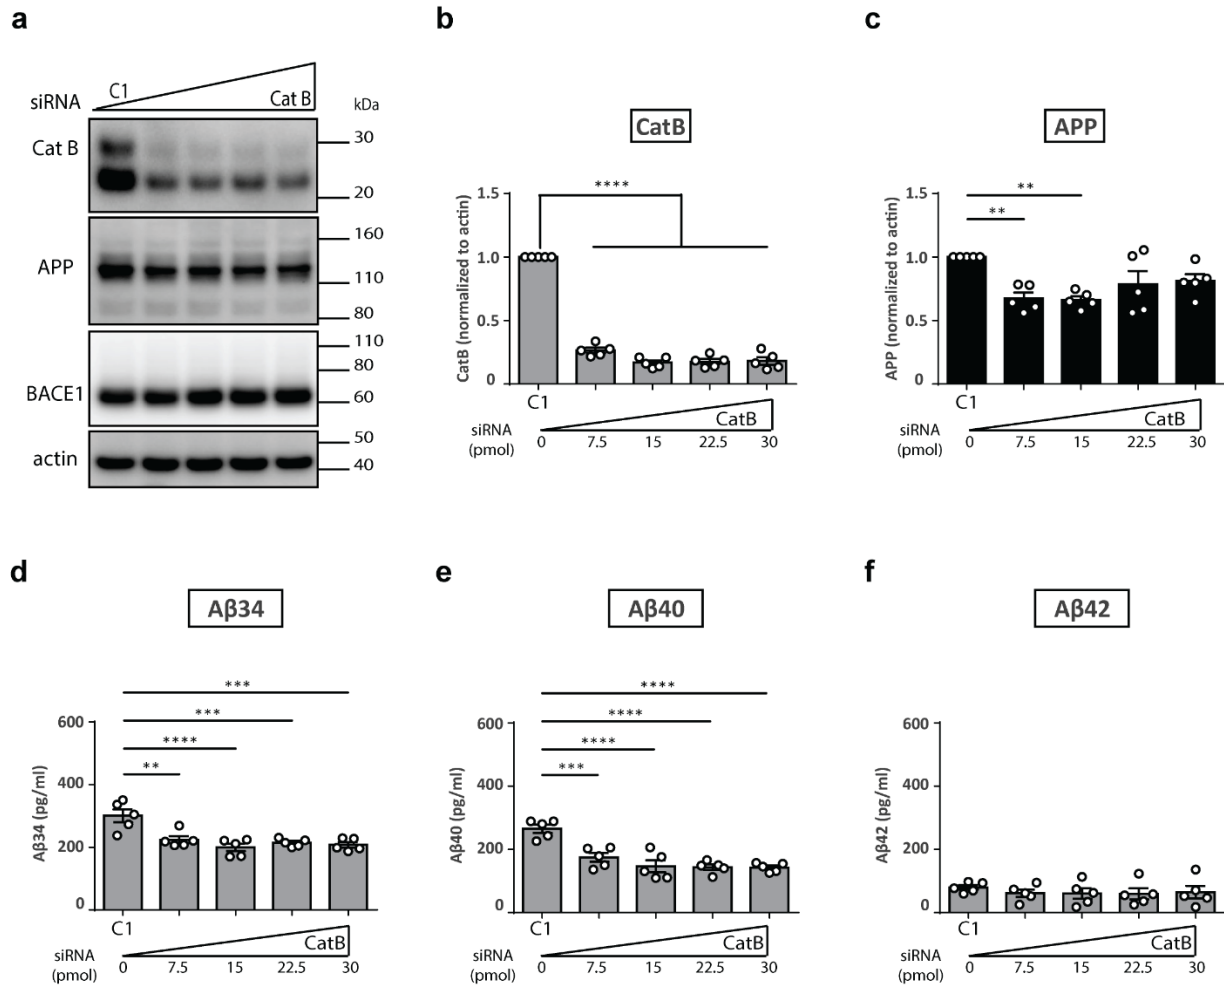 a
siRNA C1 Cat B kDa
Cat B 30
20
APP 160
110
80
BACE1 110
80
60
actin 50
40
b
CatB
CatB (normalized to actin)
1.5
1.0
0.5
0
****
C1 CatB
siRNA (pmol) 0 7.5 15 22.5 30
c
APP
APP (normalized to actin)
1.5
1.0
0.5
0
**
**
C1 CatB
siRNA (pmol) 0 7.5 15 22.5 30
d
Aβ34
Aβ34 (pg/ml)
600
400
200
0
***
***
****
**
C1 CatB
siRNA (pmol) 0 7.5 15 22.5 30
e
Aβ40
Aβ40 (pg/ml)
600
400
200
0
****
****
****
***
C1 CatB
siRNA (pmol) 0 7.5 15 22.5 30
f
Aβ42
Aβ42 (pg/ml)
600
400
200
0
C1 CatB
siRNA (pmol) 0 7.5 15 22.5 30